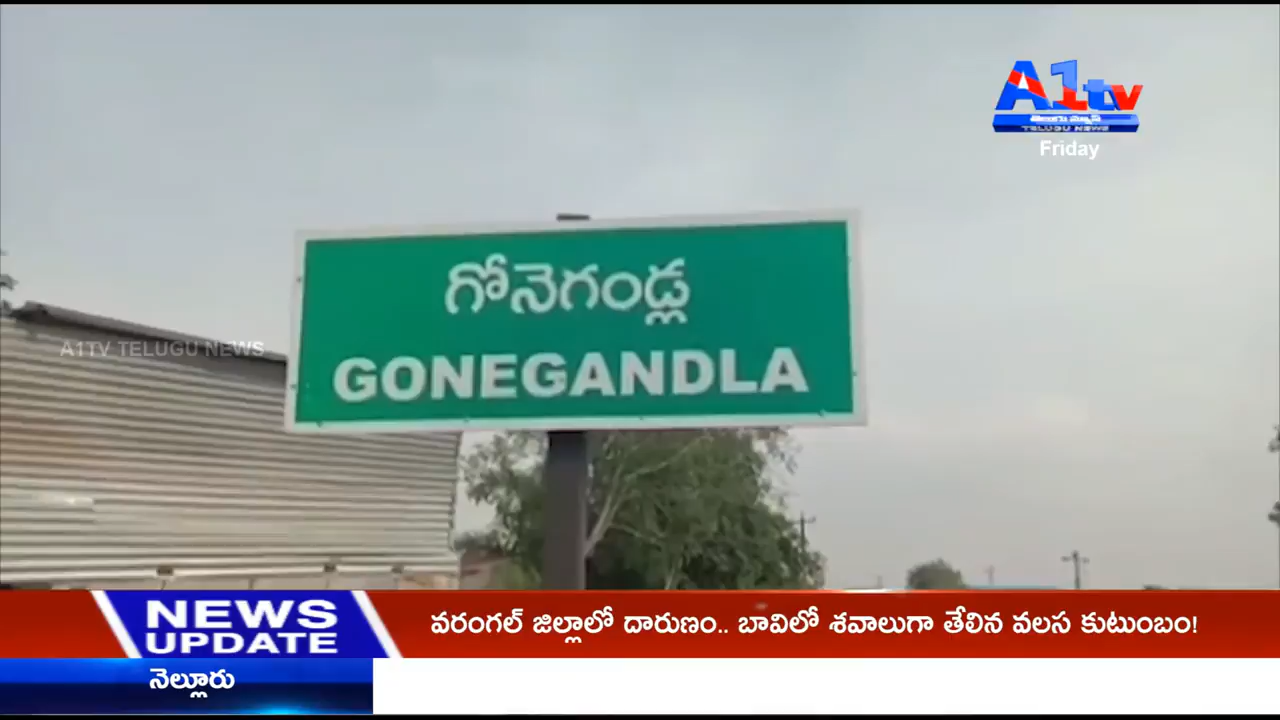 A1tv
తెలుగు న్యూస్
TELUGU NEWS
Friday
గోనెగండ్ల
GONEGANDLA
A1TV TELUGU NEWS
NEWS
UPDATE
వరంగల్ జిల్లాలో దారుణం.. బావిలో శవాలుగా తేలిన వలస కుటుంబం!
నెల్లూరు